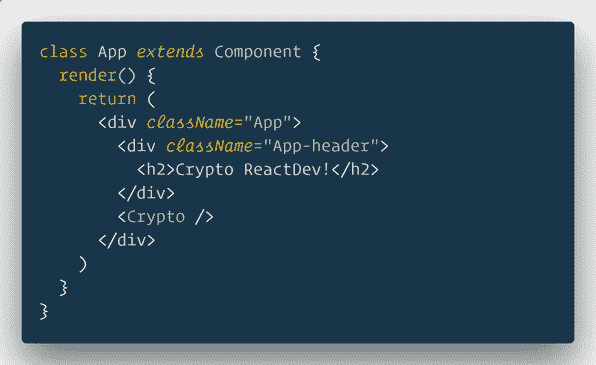 class App extends Component {
  render() {
    return (
      <div className="App">
        <div className="App-header">
          <h2>Crypto ReactDev!</h2>
        </div>
        <Crypto />
      </div>
    )
  }
}